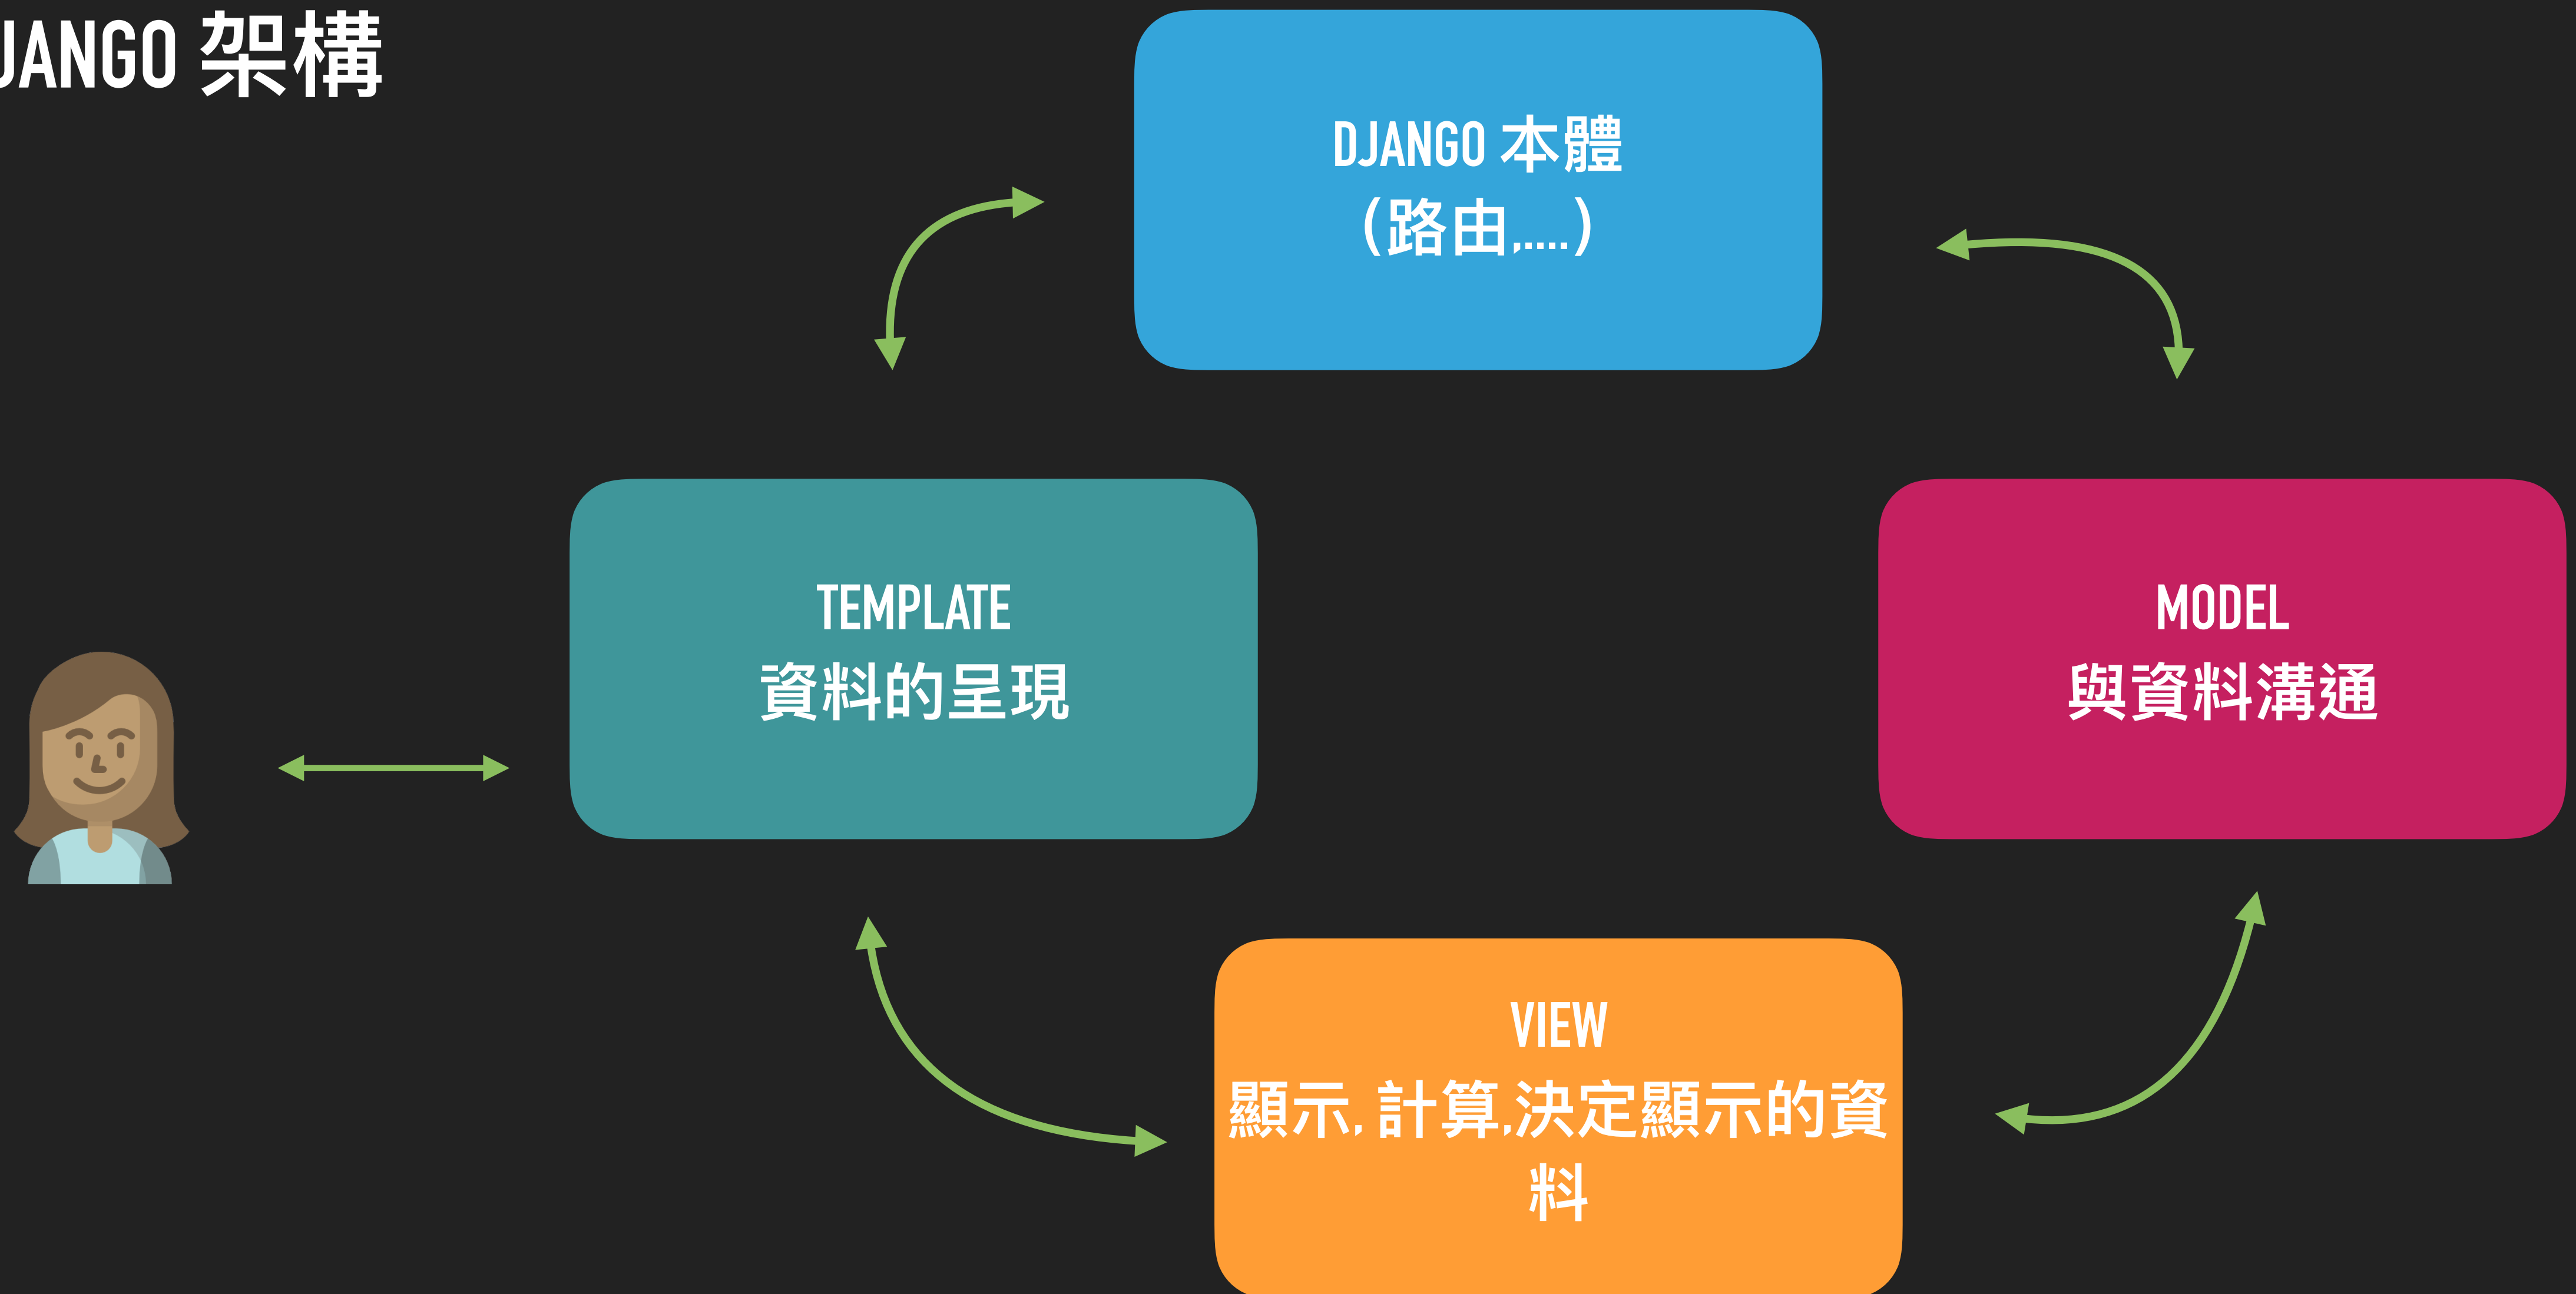 JANGO 架構
DJANGO 本體
(路由,....)
TEMPLATE
資料的呈現
MODEL
與資料溝通
VIEW
顯示, 計算,決定顯示的資
料